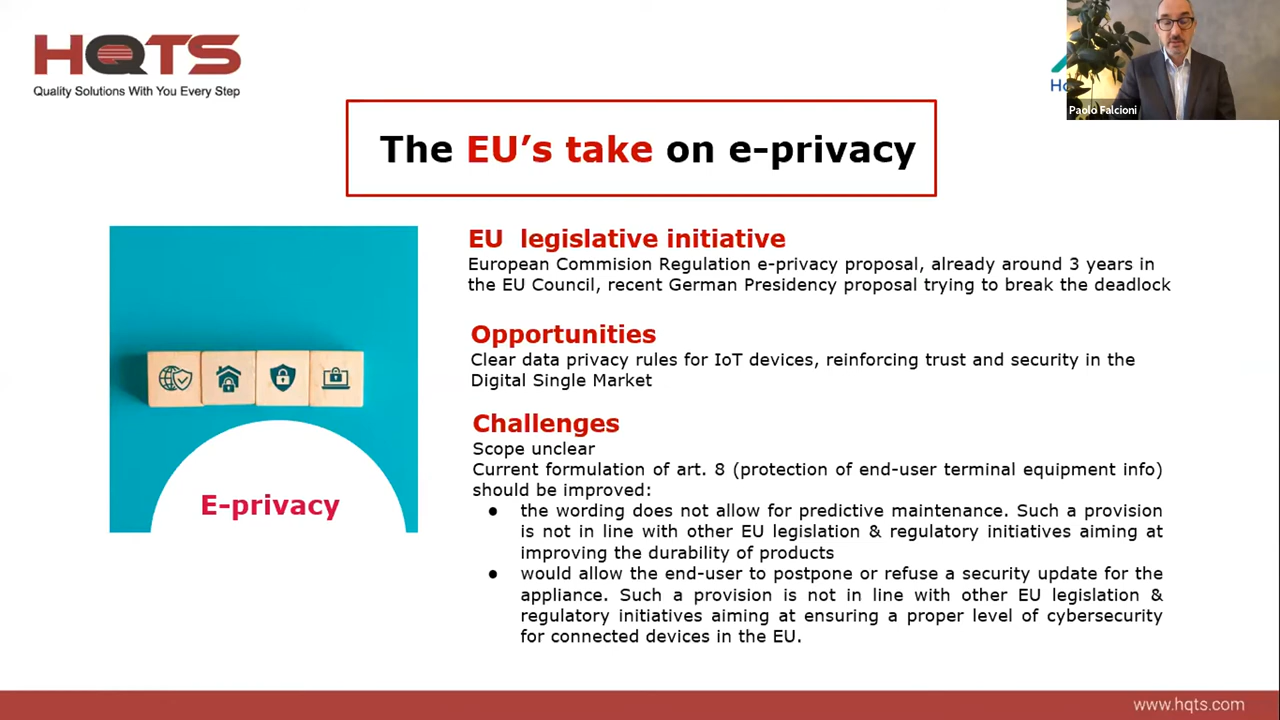 HQTS
Quality Solutions With You Every Step
Paolo Falcioni
The EU’s take on e-privacy
EU legislative initiative
European Commision Regulation e-privacy proposal, already around 3 years in
the EU Council, recent German Presidency proposal trying to break the deadlock
Opportunities
Clear data privacy rules for IoT devices, reinforcing trust and security in the
Digital Single Market
Challenges
Scope unclear
Current formulation of art. 8 (protection of end-user terminal equipment info)
should be improved:
● the wording does not allow for predictive maintenance. Such a provision
is not in line with other EU legislation & regulatory initiatives aiming at
improving the durability of products
● would allow the end-user to postpone or refuse a security update for the
appliance. Such a provision is not in line with other EU legislation &
regulatory initiatives aiming at ensuring a proper level of cybersecurity
for connected devices in the EU.
E-privacy
www.hqts.com